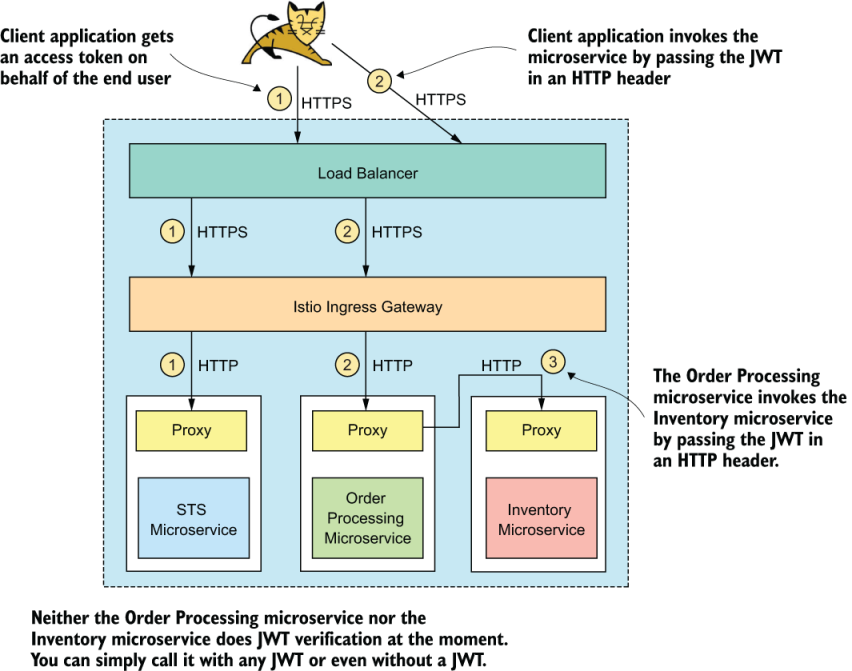 Client application gets
an access token on
behalf of the end user
Client application invokes the
microservice by passing the JWT
in an HTTP header
1
HTTPS
2
HTTPS
Load Balancer
1
HTTPS
2
HTTPS
Istio Ingress Gateway
1
HTTP
2
HTTP
HTTP
3
The Order Processing
microservice invokes the
Inventory microservice
by passing the JWT in
an HTTP header.
Proxy
Proxy
Proxy
STS
Microservice
Order
Processing
Microservice
Inventory
Microservice
Neither the Order Processing microservice nor the
Inventory microservice does JWT verification at the moment.
You can simply call it with any JWT or even without a JWT.